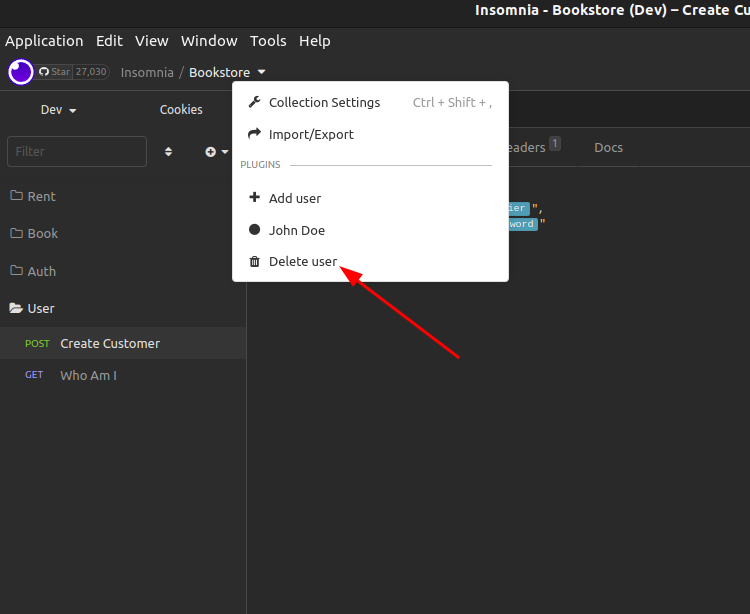 Insomnia - Bookstore (Dev) – Create Cu
Application Edit View Window Tools Help
Star 27,030 Insomnia / Bookstore
Dev Cookies
Collection Settings Ctrl + Shift + ,
Filter
Import/Export
eaders 1 Docs
PLUGINS
Rent
Add user
ier ",
Book
John Doe
word "
Auth
Delete user
User
POST Create Customer
GET Who Am I